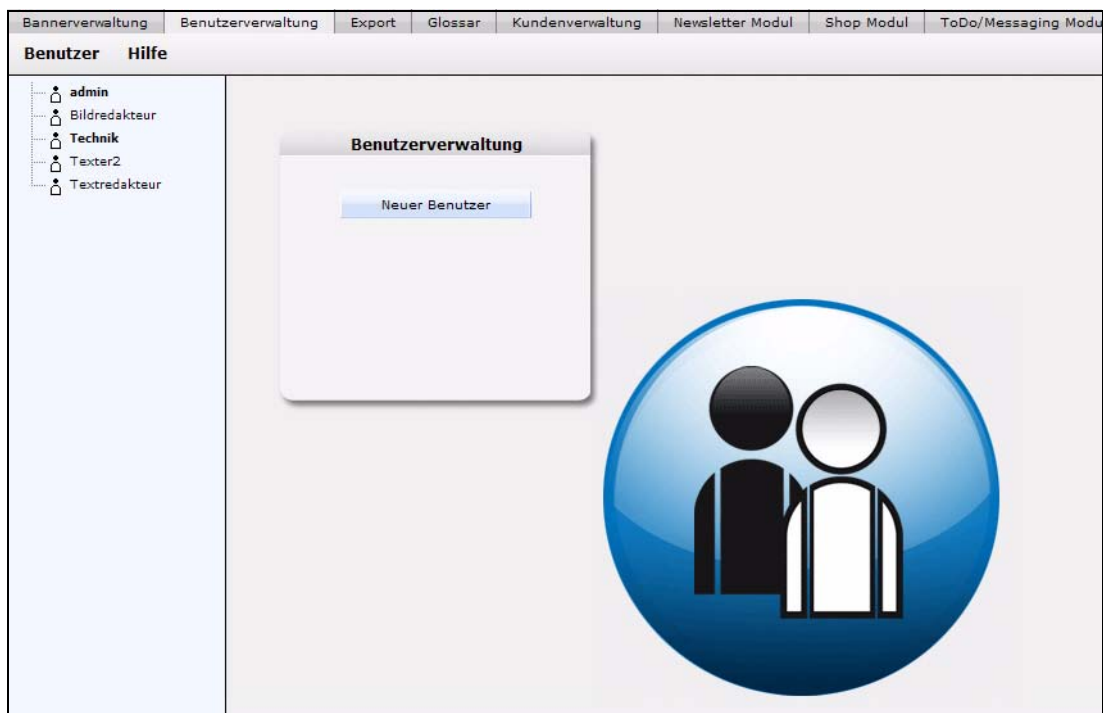 Bannerverwaltung Benutzerverwaltung Export Glossar Kundenverwaltung Newsletter Modul Shop Modul ToDo/Messaging Modu
Benutzer Hilfe
admin
Bildredakteur
Technik
Texter2
Textredakteur
Benutzerverwaltung
Neuer Benutzer